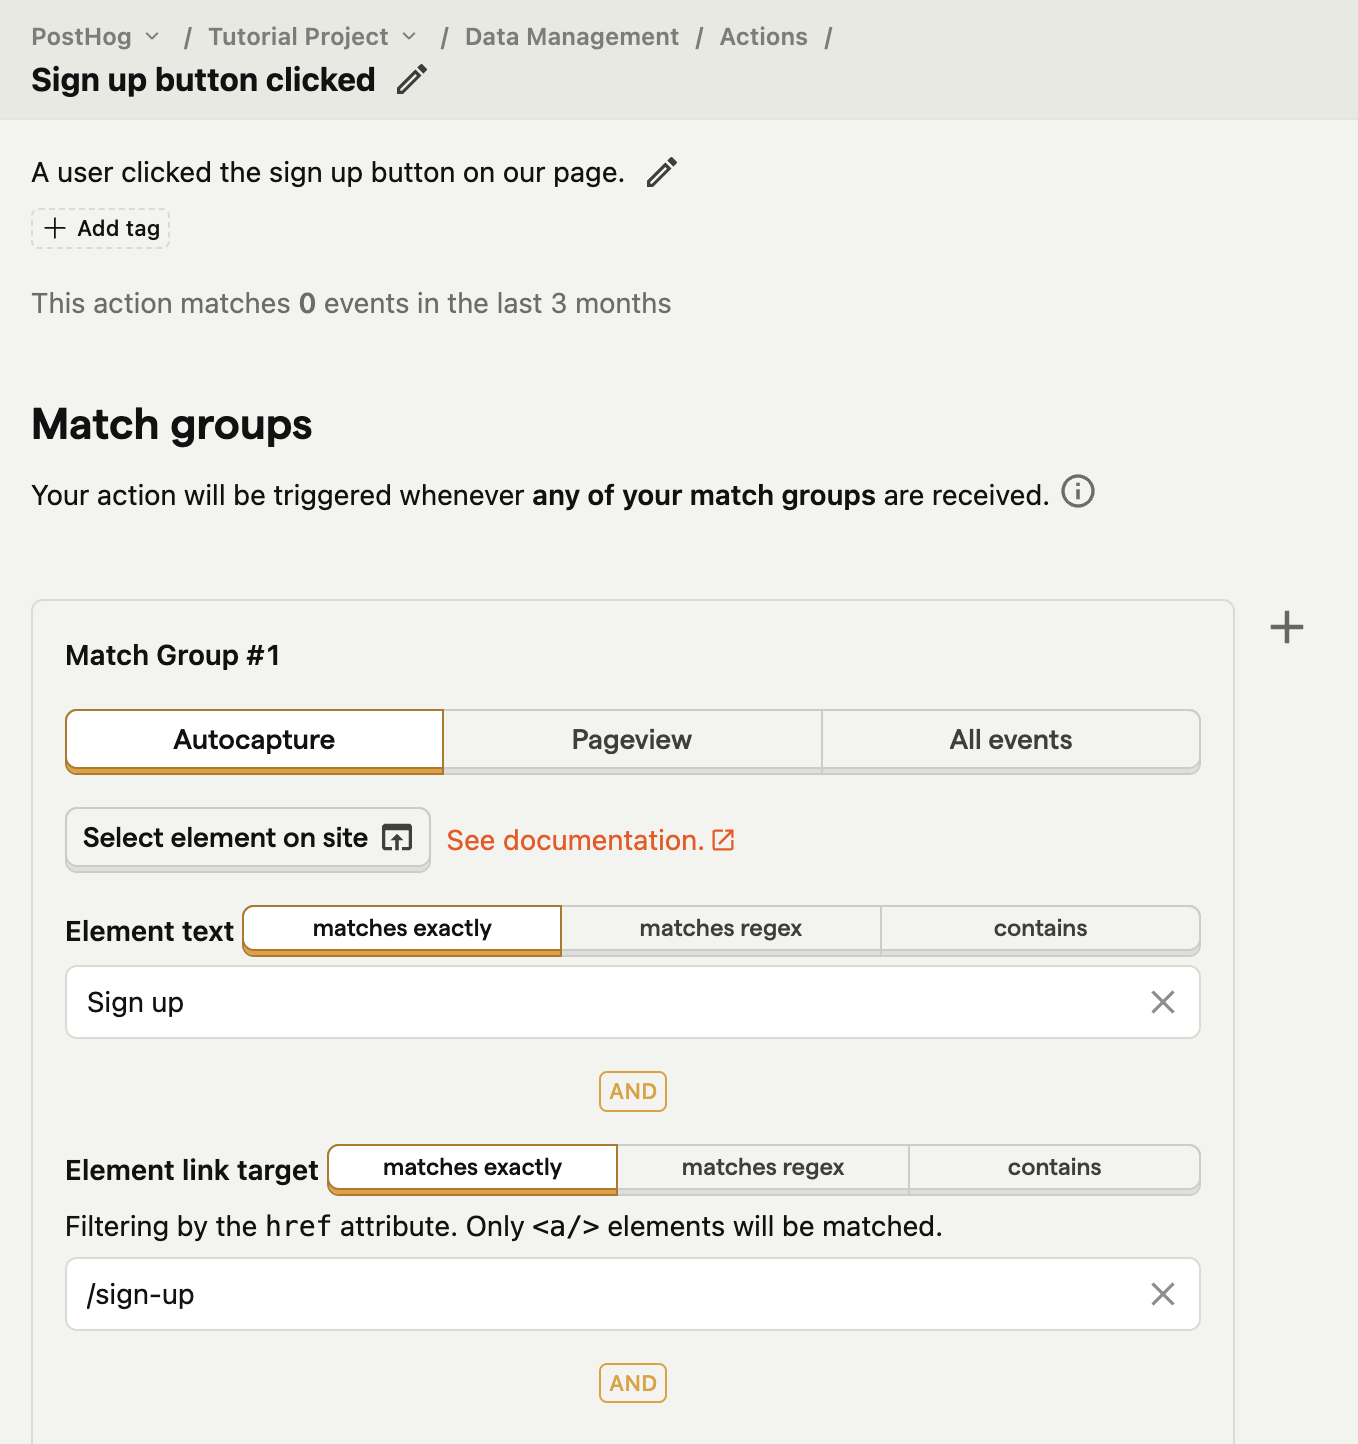 PostHog / Tutorial Project / Data Management / Actions /
Sign up button clicked
A user clicked the sign up button on our page.
+ Add tag
This action matches 0 events in the last 3 months
Match groups
Your action will be triggered whenever any of your match groups are received.
Match Group #1
Autocapture Pageview All events
Select element on site See documentation.
Element text matches exactly matches regex contains
Sign up
AND
Element link target matches exactly matches regex contains
Filtering by the href attribute. Only <a/> elements will be matched.
/sign-up
AND